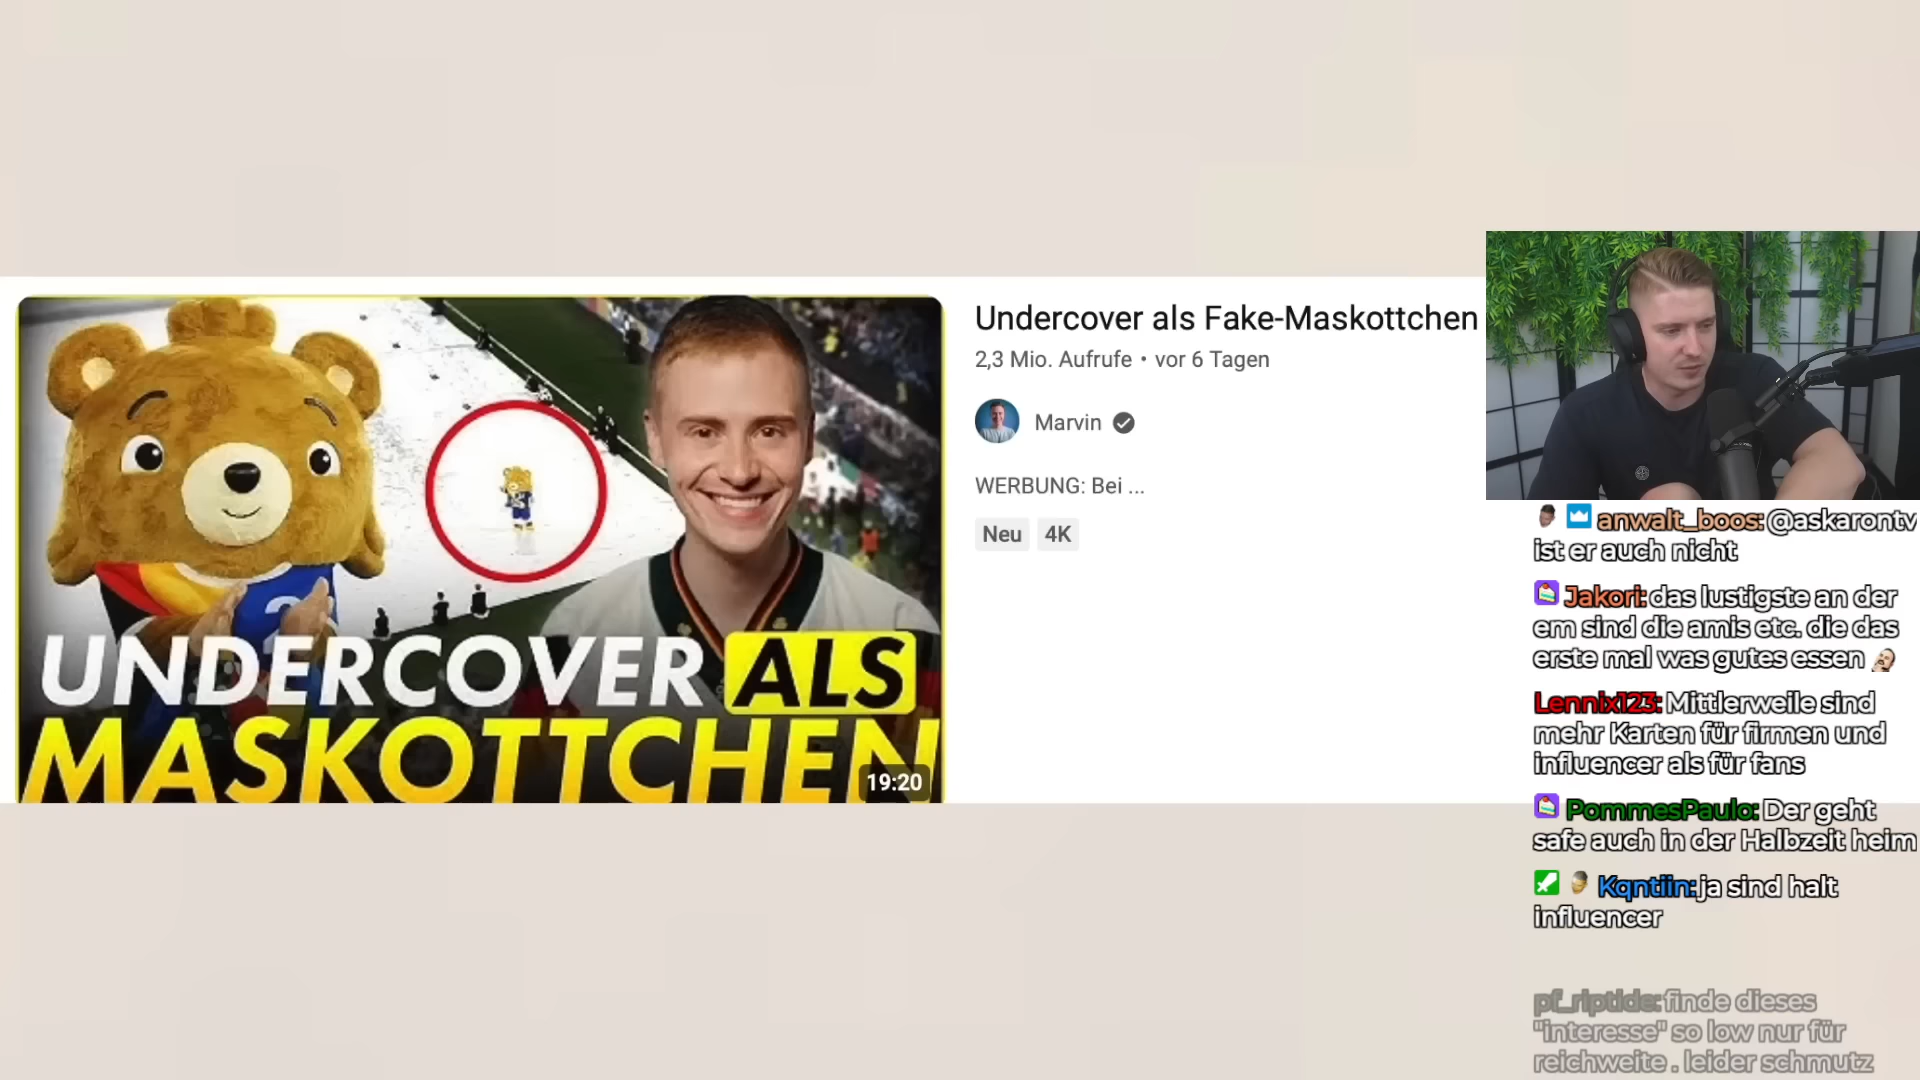 Undercover als Fake-Maskottchen
2,3 Mio. Aufrufe • vor 6 Tagen
Marvin
WERBUNG: Bei ...
Neu 4K
UNDERCOVER ALS
MASKOTTCHEN
19:20
anwalt_boos: @askarontv
ist er auch nicht
Jakori: das lustigste an der
em sind die amis etc. die das
erste mal was gutes essen
Lennix123: Mittlerweile sind
mehr Karten für firmen und
influencer als für fans
PommesPaulo: Der geht
safe auch in der Halbzeit heim
Kqntiin: ja sind halt
influencer
pf_riptide: finde dieses
"interesse" so low nur für
reichweite . leider schmutz